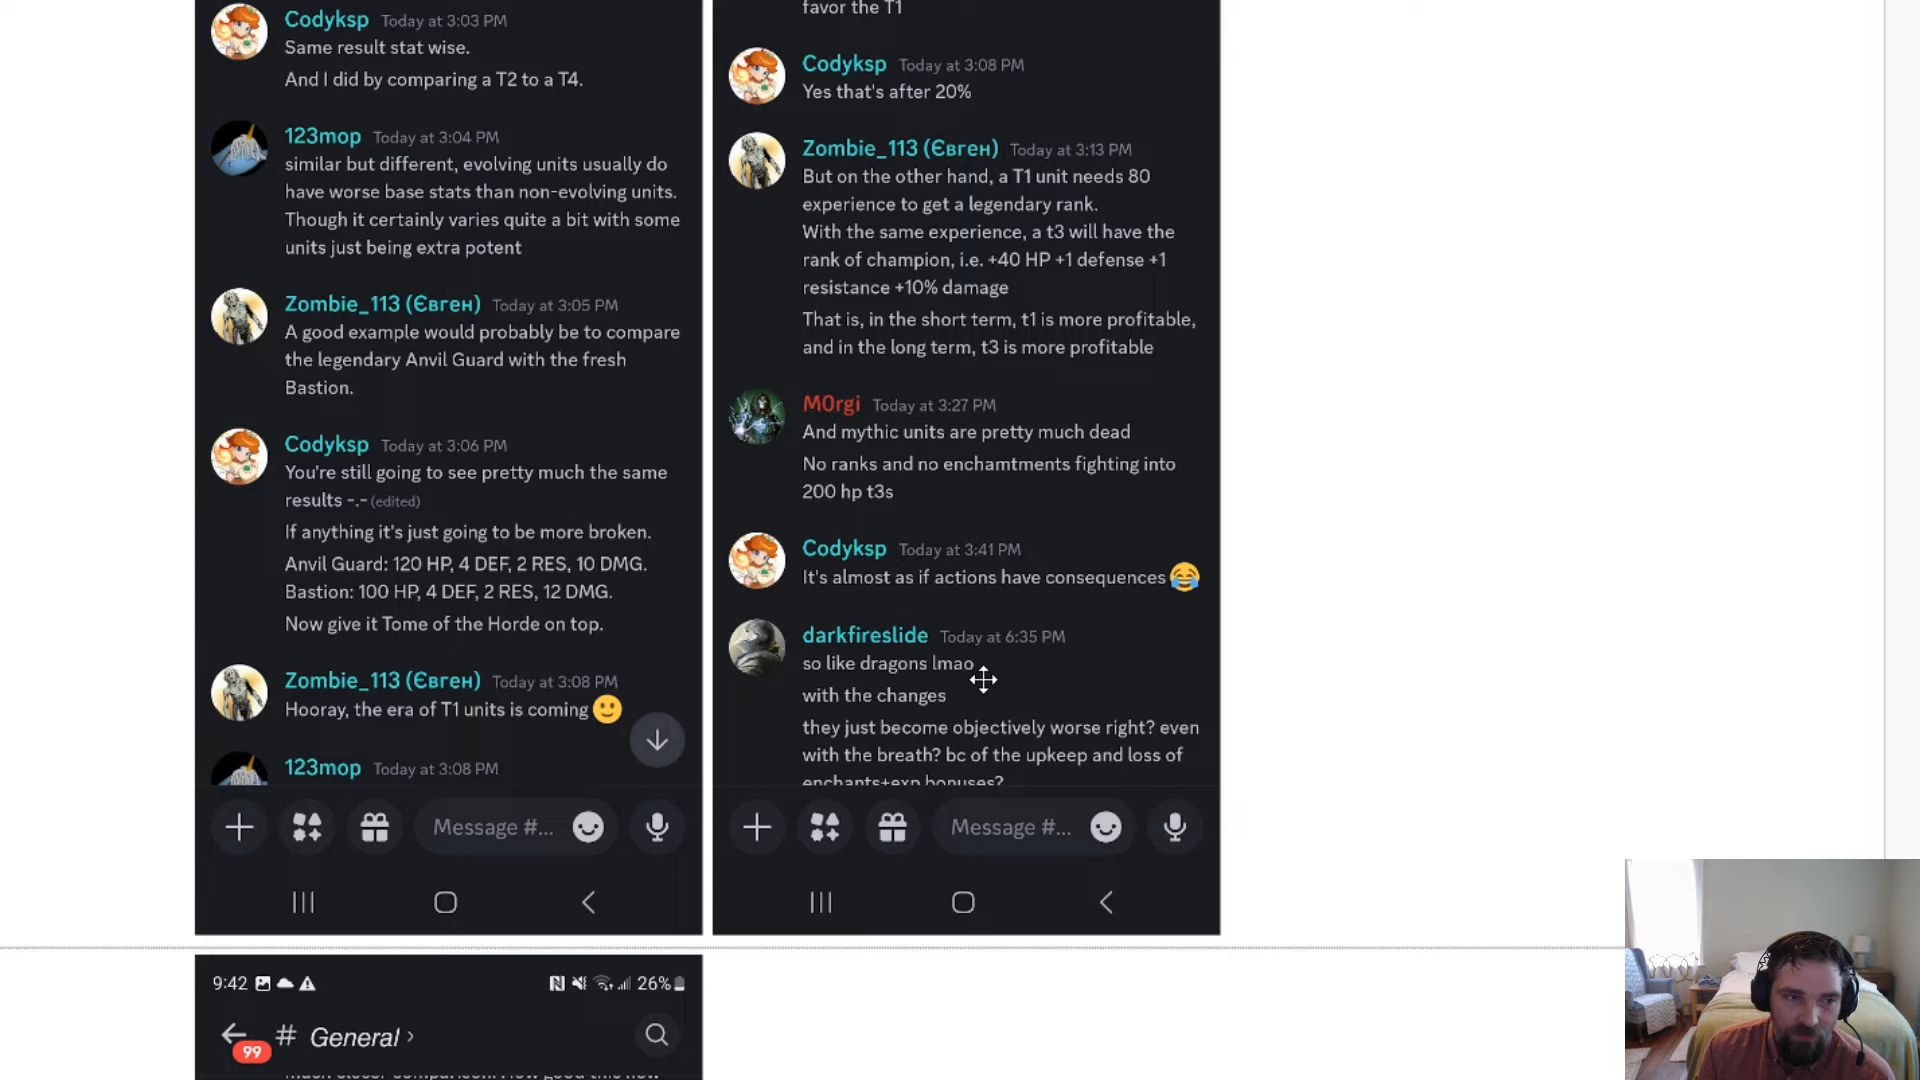 Codyksp Today at 3:03 PM
Same result stat wise.
And I did by comparing a T2 to a T4.
123mop Today at 3:04 PM
similar but different, evolving units usually do
have worse base stats than non-evolving units.
Though it certainly varies quite a bit with some
units just being extra potent
Zombie_113 (Євген) Today at 3:05 PM
A good example would probably be to compare
the legendary Anvil Guard with the fresh
Bastion.
Codyksp Today at 3:06 PM
You're still going to see pretty much the same
results -.- (edited)
If anything it's just going to be more broken.
Anvil Guard: 120 HP, 4 DEF, 2 RES, 10 DMG.
Bastion: 100 HP, 4 DEF, 2 RES, 12 DMG.
Now give it Tome of the Horde on top.
Zombie_113 (Євген) Today at 3:08 PM
Hooray, the era of T1 units is coming
123mop Today at 3:08 PM
Message #...
favor the T1
Codyksp Today at 3:08 PM
Yes that's after 20%
Zombie_113 (Євген) Today at 3:13 PM
But on the other hand, a T1 unit needs 80
experience to get a legendary rank.
With the same experience, a t3 will have the
rank of champion, i.e. +40 HP +1 defense +1
resistance +10% damage
That is, in the short term, t1 is more profitable,
and in the long term, t3 is more profitable
M0rgi Today at 3:27 PM
And mythic units are pretty much dead
No ranks and no enchamtments fighting into
200 hp t3s
Codyksp Today at 3:41 PM
It's almost as if actions have consequences
darkfireslide Today at 6:35 PM
so like dragons lmao
with the changes
they just become objectively worse right? even
with the breath? bc of the upkeep and loss of
enchants+exp bonuses?
Message #...
9:42 26%
99 # General